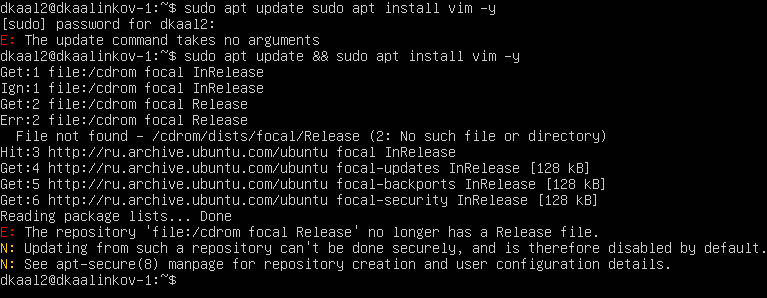 dkaal2@dkaalinkov-1:~$ sudo apt update sudo apt install vim -y
[sudo] password for dkaal2:
E: The update command takes no arguments
dkaal2@dkaalinkov-1:~$ sudo apt update && sudo apt install vim -y
Get:1 file:/cdrom focal InRelease
Ign:1 file:/cdrom focal InRelease
Get:2 file:/cdrom focal Release
Err:2 file:/cdrom focal Release
  File not found - /cdrom/dists/focal/Release (2: No such file or directory)
Hit:3 http://ru.archive.ubuntu.com/ubuntu focal InRelease
Get:4 http://ru.archive.ubuntu.com/ubuntu focal-updates InRelease [128 kB]
Get:5 http://ru.archive.ubuntu.com/ubuntu focal-backports InRelease [128 kB]
Get:6 http://ru.archive.ubuntu.com/ubuntu focal-security InRelease [128 kB]
Reading package lists... Done
E: The repository 'file:/cdrom focal Release' no longer has a Release file.
N: Updating from such a repository can't be done securely, and is therefore disabled by default.
N: See apt-secure(8) manpage for repository creation and user configuration details.
dkaal2@dkaalinkov-1:~$